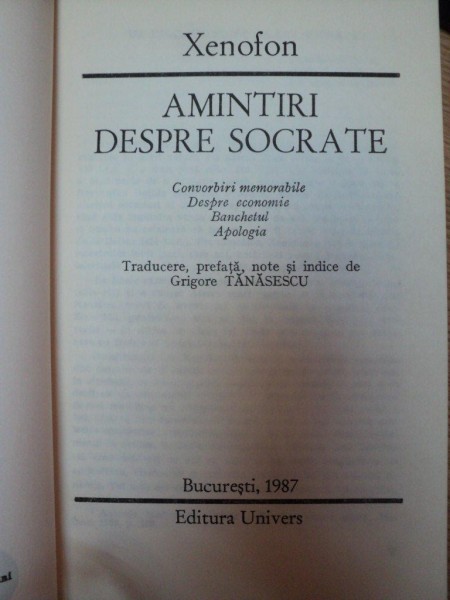 Xenofon
AMINTIRI
DESPRE SOCRATE
Convorbiri memorabile
Despre economie
Banchetul
Apologia
Traducere, prefață, note și indice de
Grigore TĂNĂSESCU
București, 1987
Editura Univers